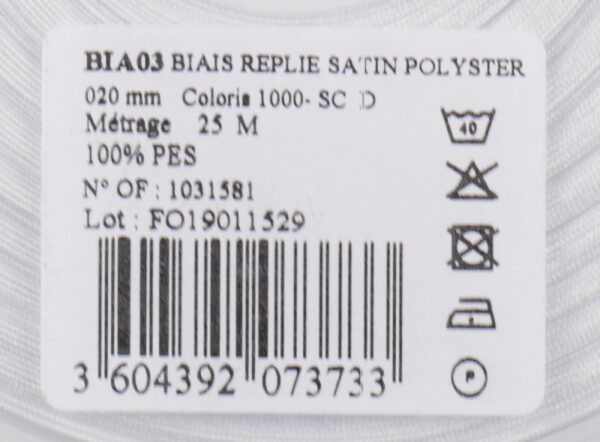 BIA03 BIAIS REPLIE SATIN POLYSTER
020 mm Coloris 1000- SC D
Métrage 25 M
100% PES
N° OF : 1031581
Lot : FO19011529
40
P
3 604392 073733